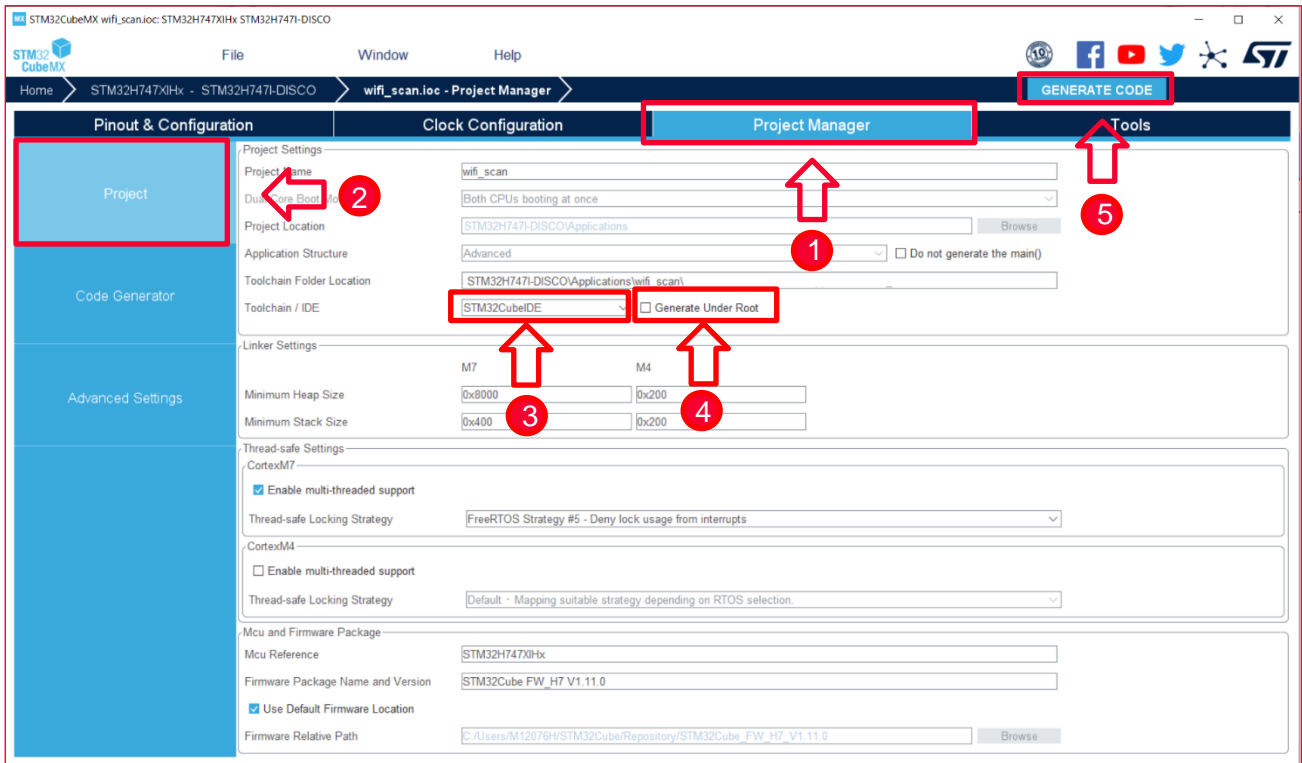 MX STM32CubeMX wifi_scan.ioc: STM32H747XIHx STM32H747I-DISCO
STM32 CubeMX File Window Help 10 ST
Home STM32H747XIHx - STM32H747I-DISCO wifi_scan.ioc - Project Manager GENERATE CODE
Pinout & Configuration Clock Configuration Project Manager Tools
Project
Code Generator
Advanced Settings
Project Settings
Project Name wifi_scan
Dual Core Boot Mo Both CPUs booting at once
Project Location STM32H747I-DISCO\Applications Browse
Application Structure Advanced Do not generate the main()
Toolchain Folder Location STM32H747I-DISCO\Applications\wifi_scan\
Toolchain / IDE STM32CubeIDE Generate Under Root
1
2
3
4
5
Linker Settings
M7 M4
Minimum Heap Size 0x8000 0x200
Minimum Stack Size 0x400 0x200
Thread-safe Settings
CortexM7
Enable multi-threaded support
Thread-safe Locking Strategy FreeRTOS Strategy #5 - Deny lock usage from interrupts
CortexM4
Enable multi-threaded support
Thread-safe Locking Strategy Default - Mapping suitable strategy depending on RTOS selection.
Mcu and Firmware Package
Mcu Reference STM32H747XIHx
Firmware Package Name and Version STM32Cube FW_H7 V1.11.0
Use Default Firmware Location
Firmware Relative Path C:/Users/M12076H/STM32Cube/Repository/STM32Cube_FW_H7_V1.11.0 Browse